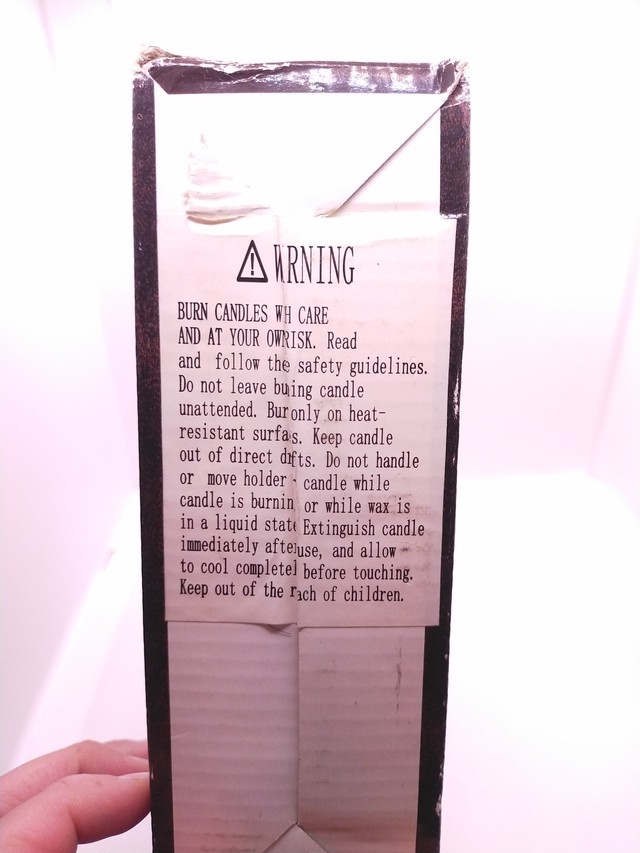 ⚠ WRNING
BURN CANDLES WH CARE
AND AT YOUR OWRISK. Read
and follow the safety guidelines.
Do not leave buing candle
unattended. Buronly on heat-
resistant surfas. Keep candle
out of direct drfts. Do not handle
or move holder - candle while
candle is burnin or while wax is
in a liquid state Extinguish candle
immediately afteruse, and allow
to cool completel before touching.
Keep out of the rach of children.